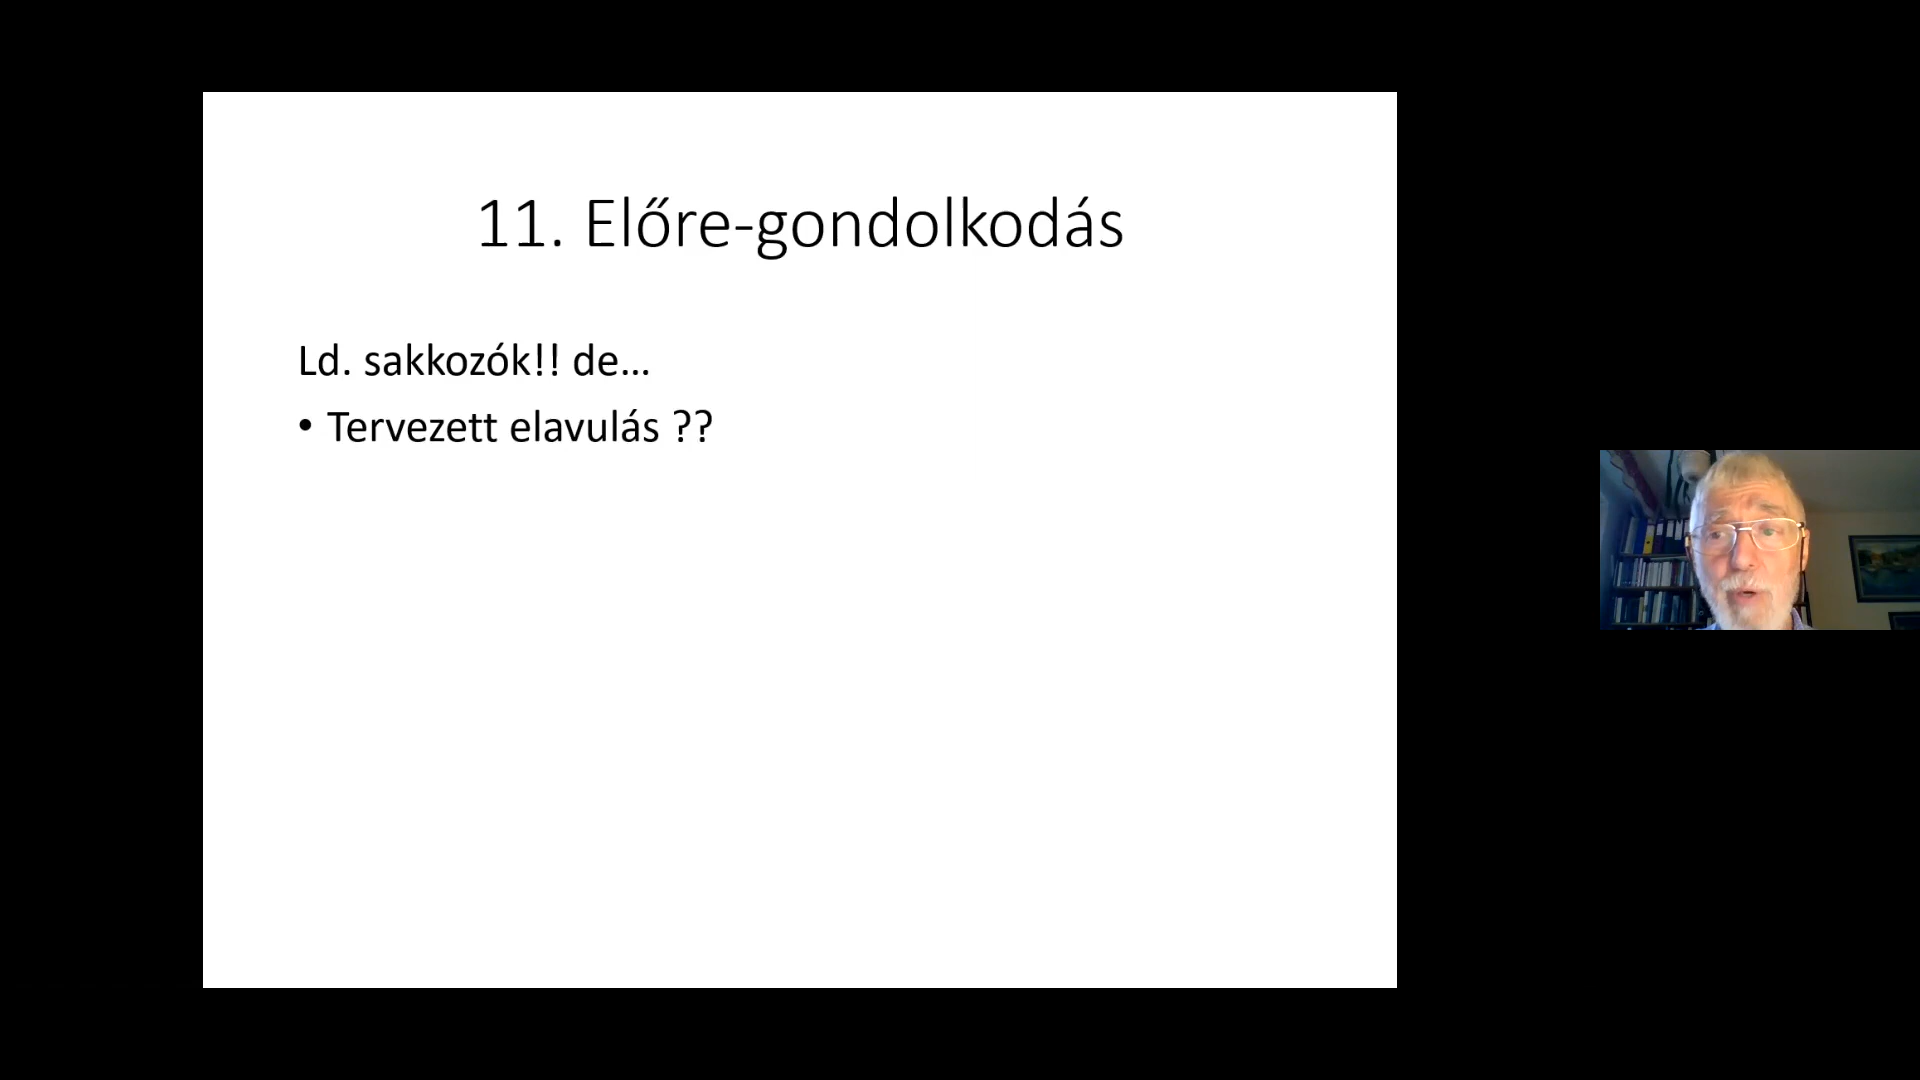 11. Előre-gondolkodás
Ld. sakkozók!! de...
• Tervezett elavulás ??